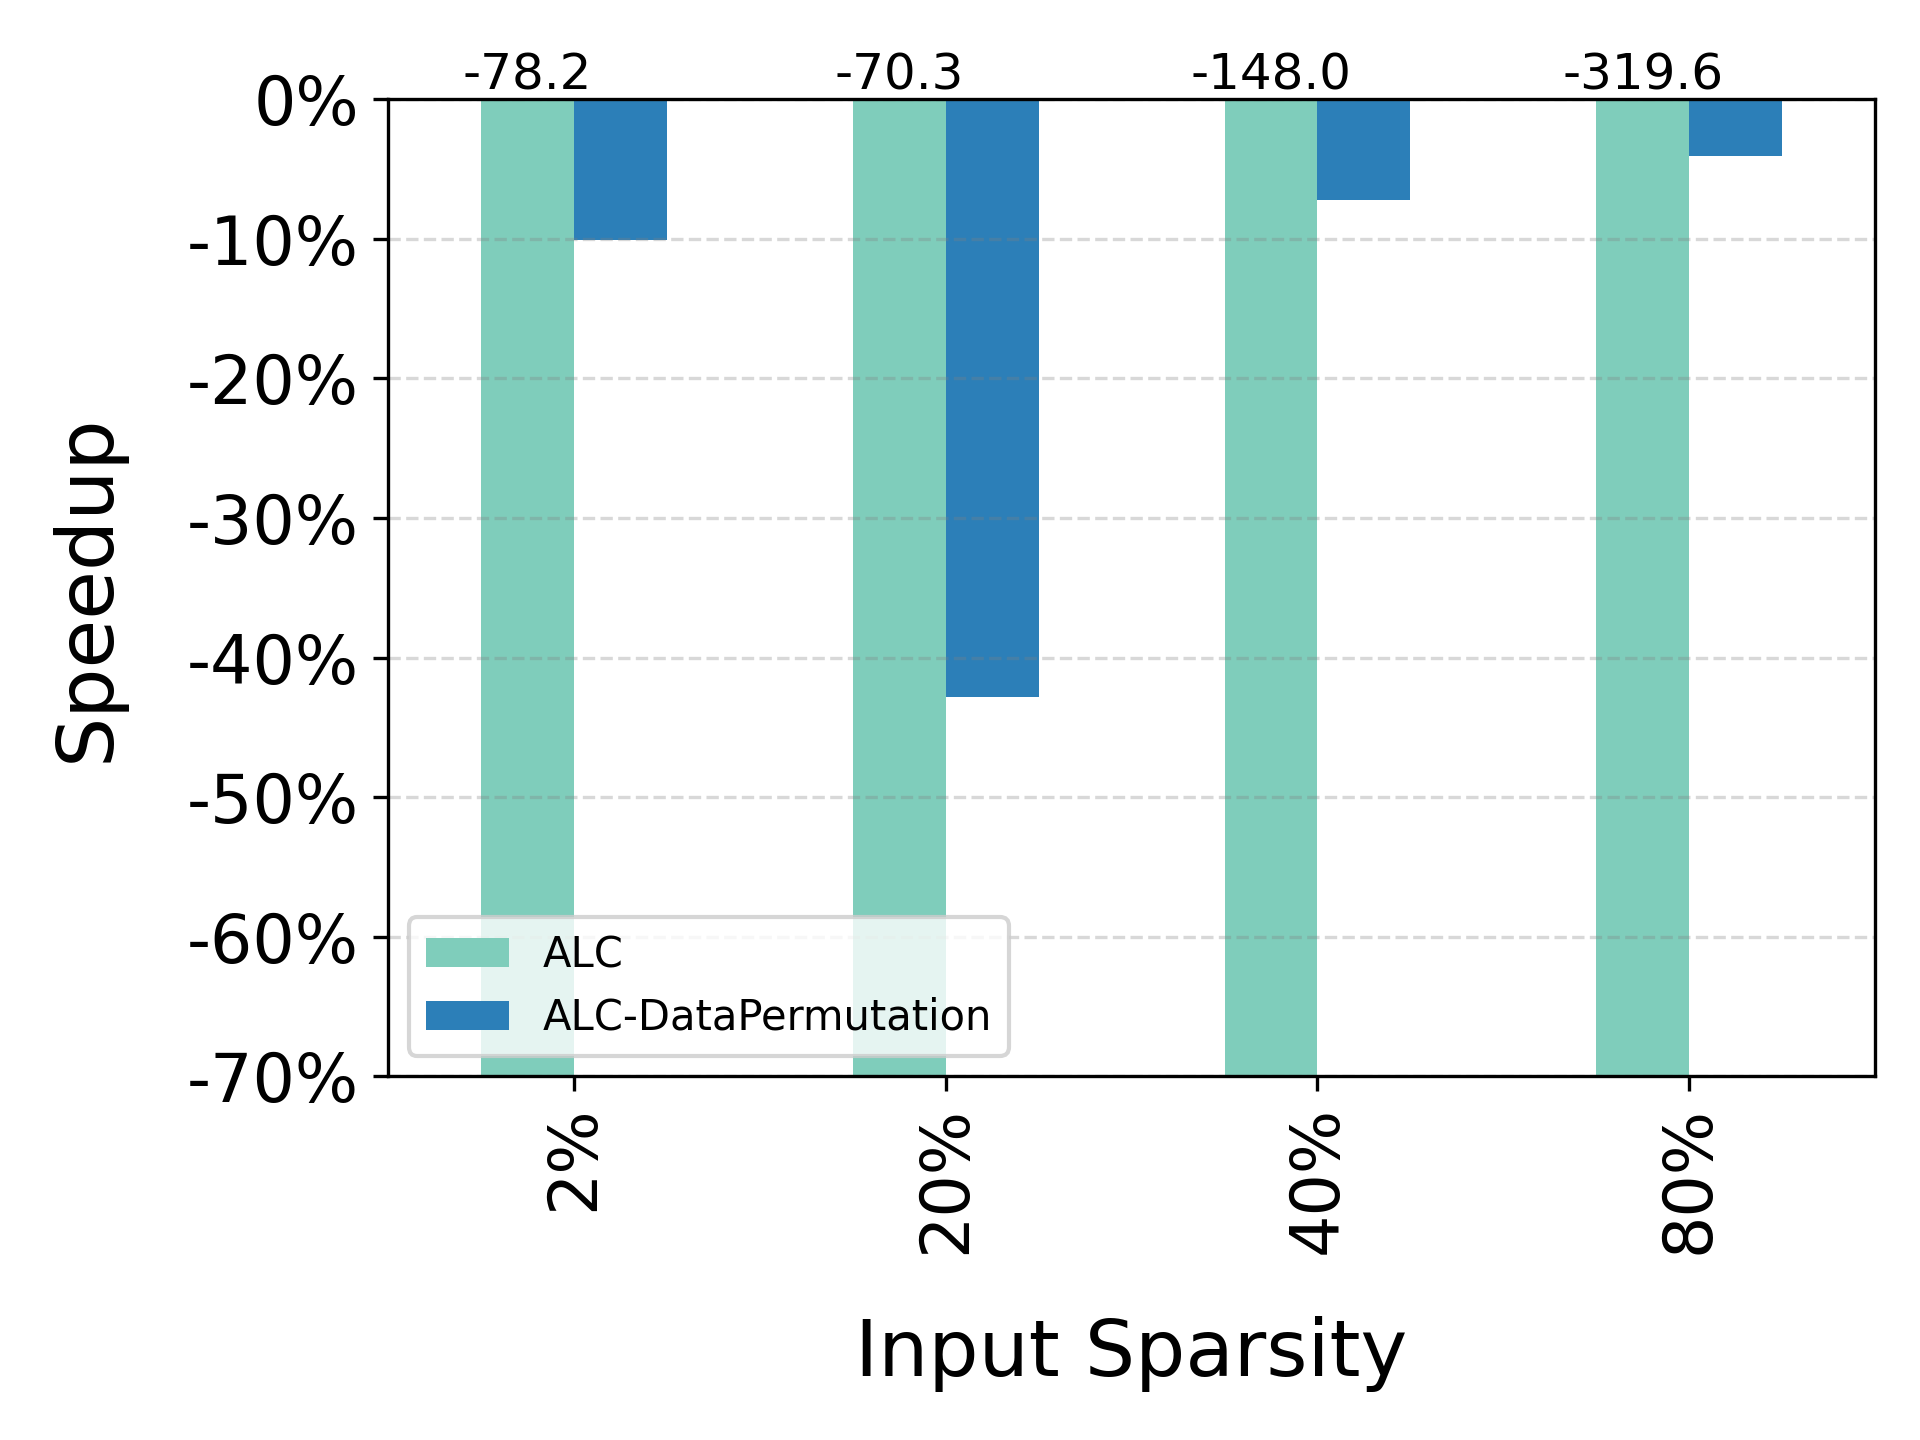 -78.2 -70.3 -148.0 -319.6
0%
-10%
-20%
-30%
-40%
-50%
-60%
-70%
Speedup
ALC
ALC-DataPermutation
2% 20% 40% 80%
Input Sparsity